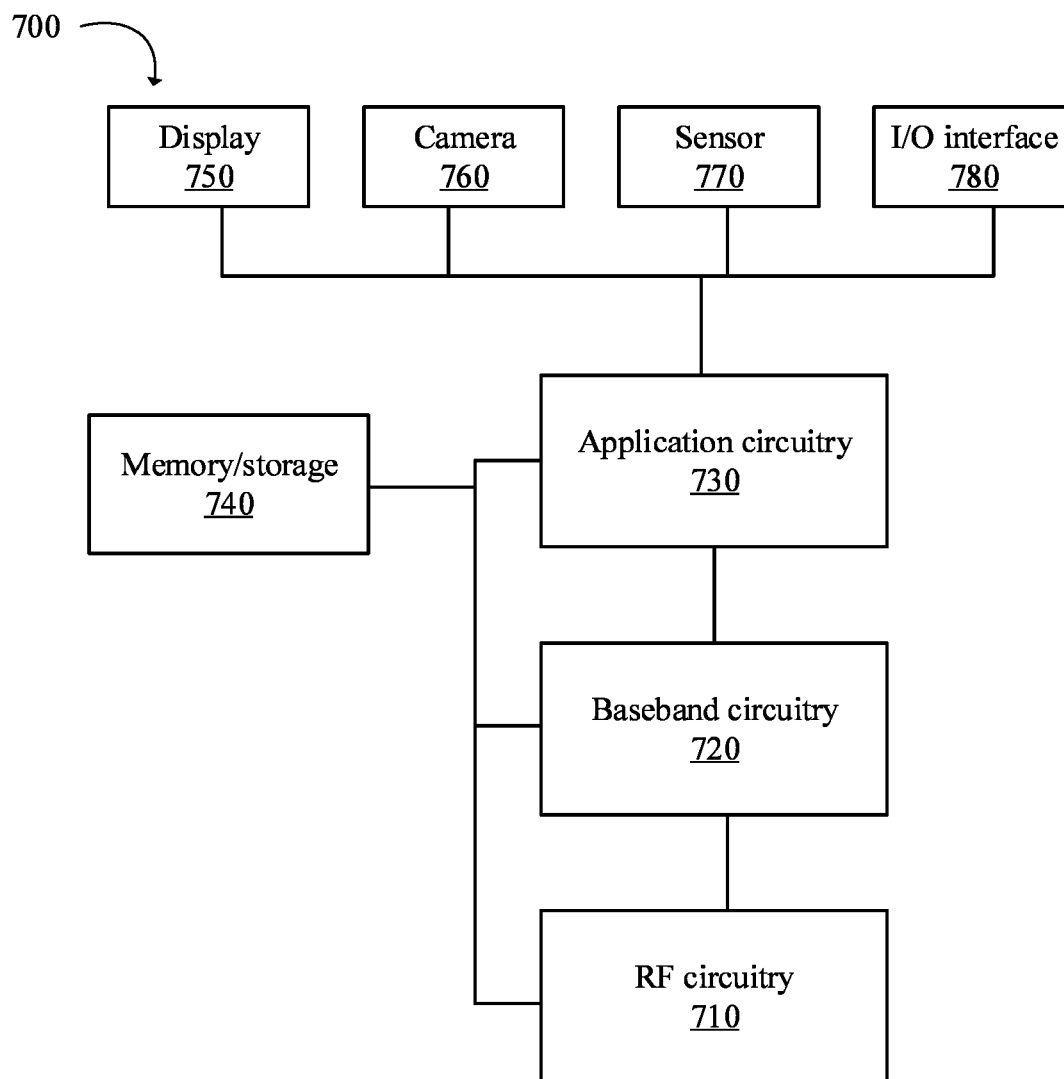 700
Display
750
Camera
760
Sensor
770
I/O interface
780
Application circuitry
730
Memory/storage
740
Baseband circuitry
720
RF circuitry
710